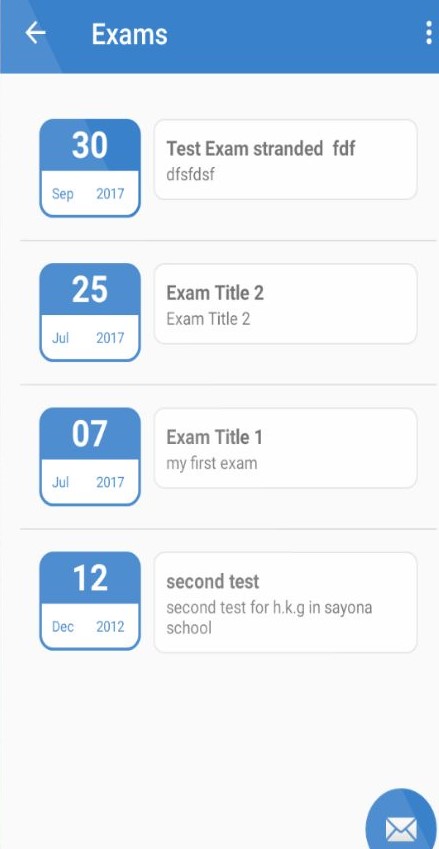 Exams
30
Sep 2017
Test Exam stranded fdf
dfsfdsf
25
Jul 2017
Exam Title 2
Exam Title 2
07
Jul 2017
Exam Title 1
my first exam
12
Dec 2012
second test
second test for h.k.g in sayona
school